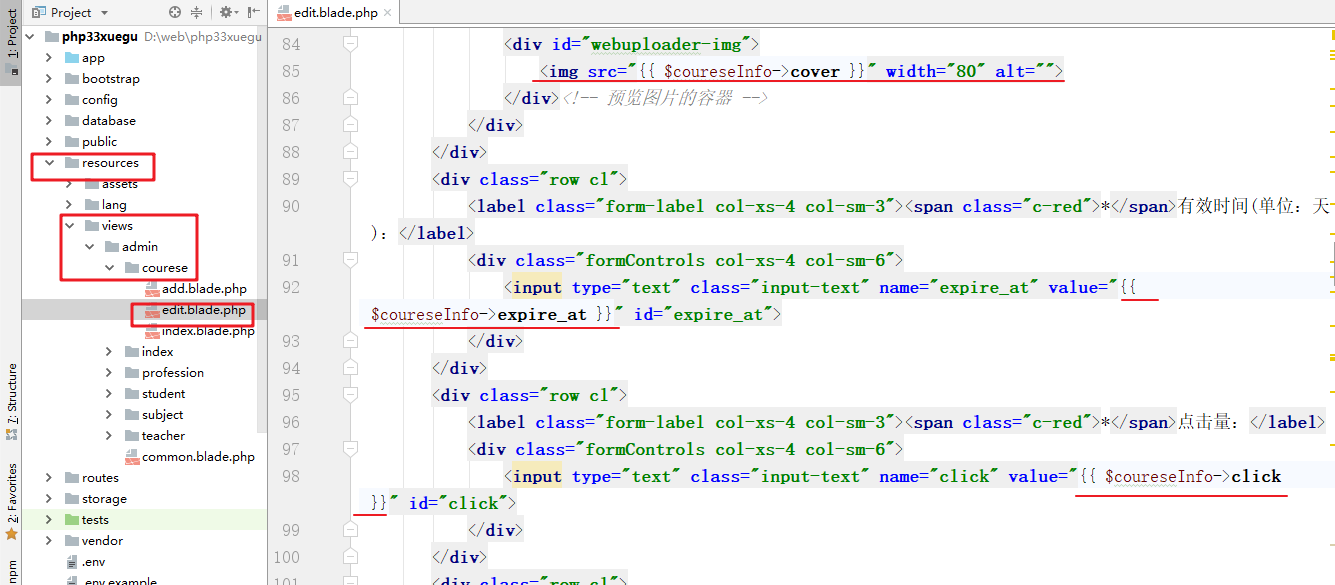 1: Project
7: Structure
2: Favorites
npm
Project
php33xuegu D:\web\php33xuegu
app
bootstrap
config
database
public
resources
assets
lang
views
admin
courese
add.blade.php
edit.blade.php
index.blade.php
index
profession
student
subject
teacher
common.blade.php
routes
storage
tests
vendor
.env
.env.example
edit.blade.php
84 <div id="webuploader-img">
85 <img src="{{ $coureseInfo->cover }}" width="80" alt="">
86 </div><!-- 预览图片的容器 -->
87 </div>
88 </div>
89 <div class="row cl">
90 <label class="form-label col-xs-4 col-sm-3"><span class="c-red">*</span>有效时间(单位：天
)：</label>
91 <div class="formControls col-xs-4 col-sm-6">
92 <input type="text" class="input-text" name="expire_at" value="{{
$coureseInfo->expire_at }}" id="expire_at">
93 </div>
94 </div>
95 <div class="row cl">
96 <label class="form-label col-xs-4 col-sm-3"><span class="c-red">*</span>点击量：</label>
97 <div class="formControls col-xs-4 col-sm-6">
98 <input type="text" class="input-text" name="click" value="{{ $coureseInfo->click
}}" id="click">
99 </div>
100 </div>
101 <div class="row cl">